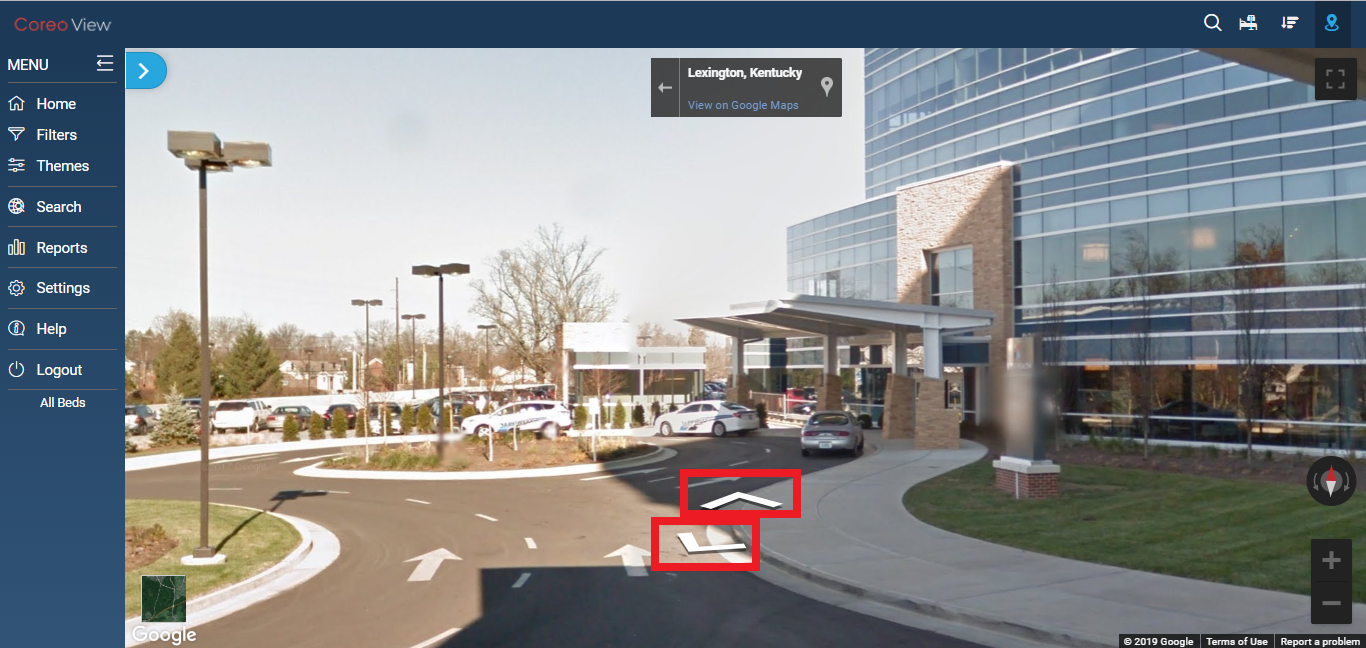 Coreo View
MENU
Home
Filters
Themes
Search
Reports
Settings
Help
Logout
All Beds
Lexington, Kentucky
View on Google Maps
Google
© 2019 Google
Terms of Use
Report a problem